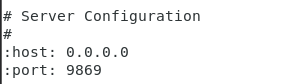 # Server Configuration
#
:host: 0.0.0.0
:port: 9869